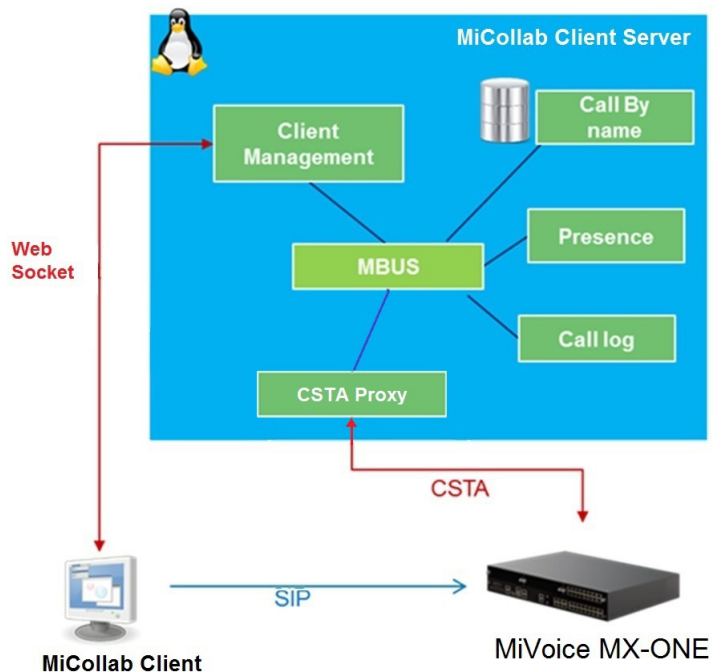 MiCollab Client Server
Call By
name
Client
Management
Presence
Web
Socket
MBUS
Call log
CSTA Proxy
CSTA
SIP
MiCollab Client
MiVoice MX-ONE